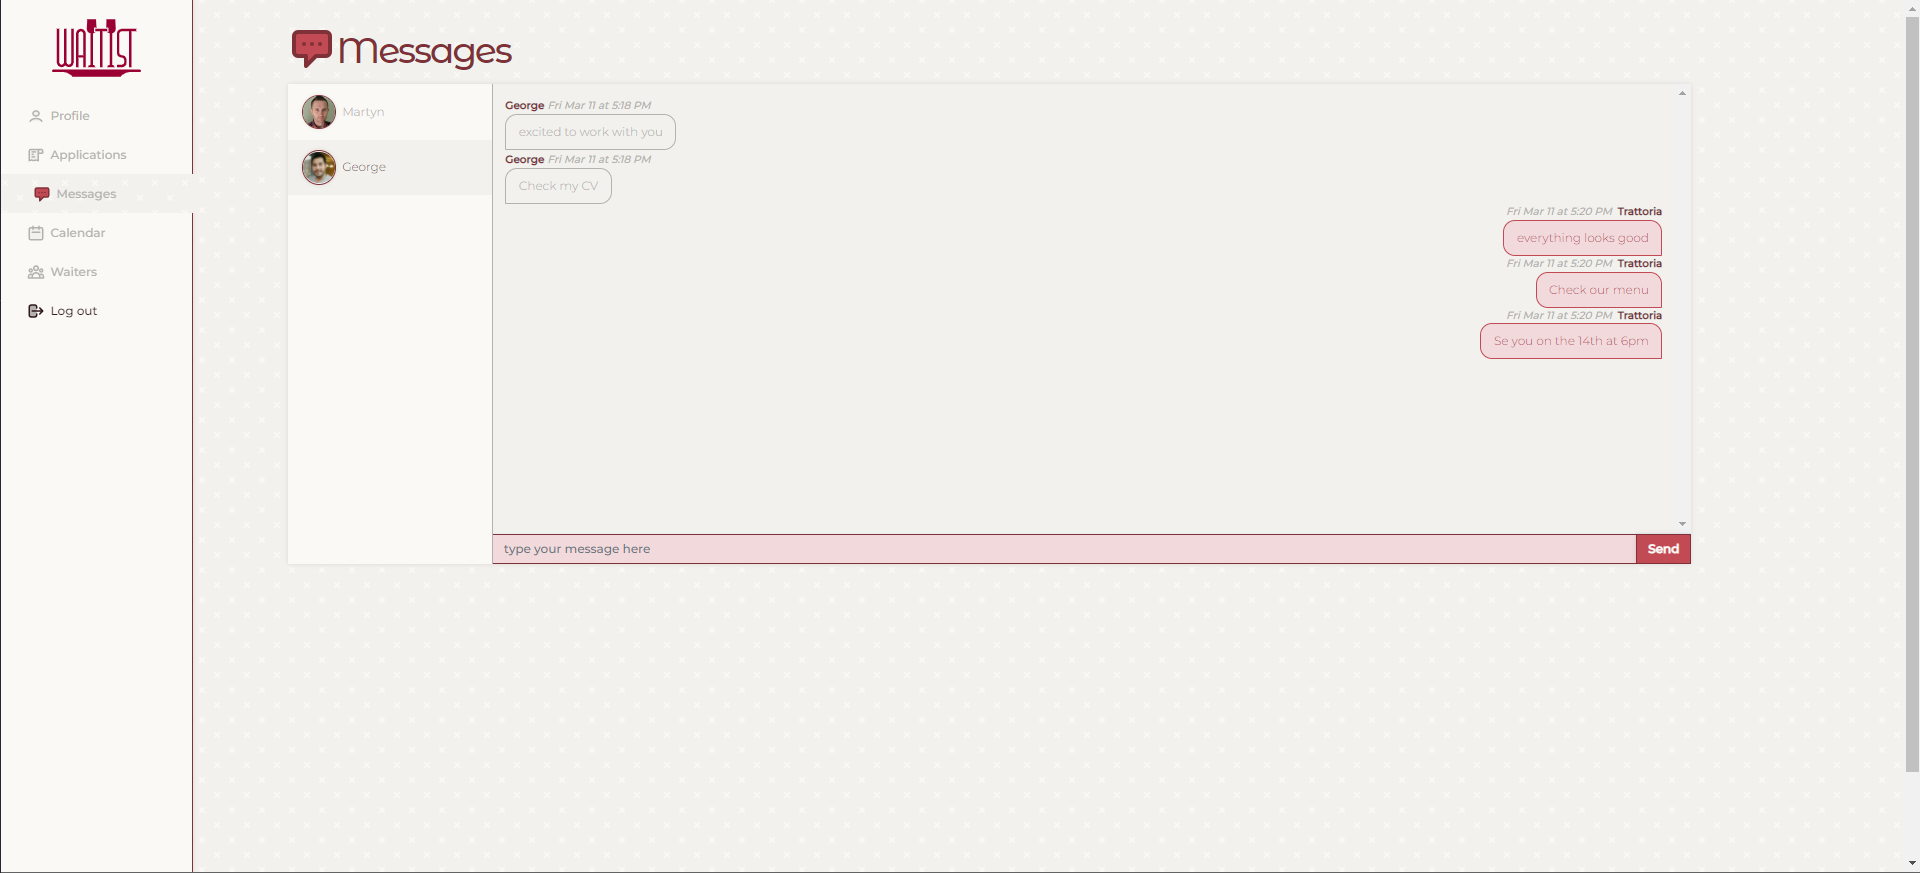 WAITIST
Profile
Applications
Messages
Calendar
Waiters
Log out
Messages
Martyn
George
George Fri Mar 11 at 5:18 PM
excited to work with you
George Fri Mar 11 at 5:18 PM
Check my CV
Fri Mar 11 at 5:20 PM Trattoria
everything looks good
Fri Mar 11 at 5:20 PM Trattoria
Check our menu
Fri Mar 11 at 5:20 PM Trattoria
Se you on the 14th at 6pm
type your message here
Send